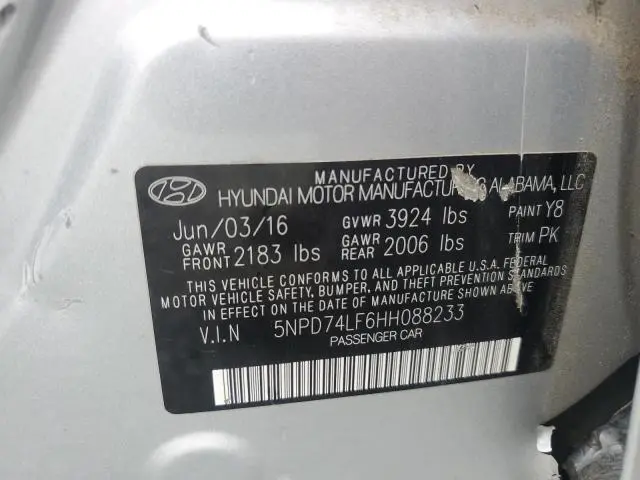 MANUFACTURED BY
HYUNDAI MOTOR MANUFACTURING ALABAMA, LLC
Jun/03/16 GVWR 3924 lbs PAINT Y8
GAWR FRONT 2183 lbs GAWR REAR 2006 lbs TRIM PK
THIS VEHICLE CONFORMS TO ALL APPLICABLE U.S.A. FEDERAL
MOTOR VEHICLE SAFETY, BUMPER, AND THEFT PREVENTION STANDARDS
IN EFFECT ON THE DATE OF MANUFACTURE SHOWN ABOVE.
V.I.N 5NPD74LF6HH088233
PASSENGER CAR